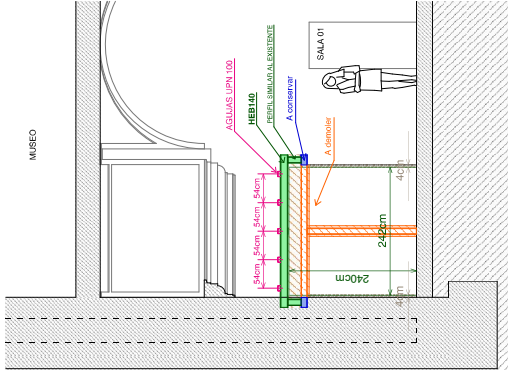 MUSEO
AGUJAS UPN 100
HEB140
PERFIL SIMILAR AL EXISTENTE
A conservar
SALA 01
A demoler
54cm
54cm
54cm
54cm
4cm
242cm
240cm
4cm